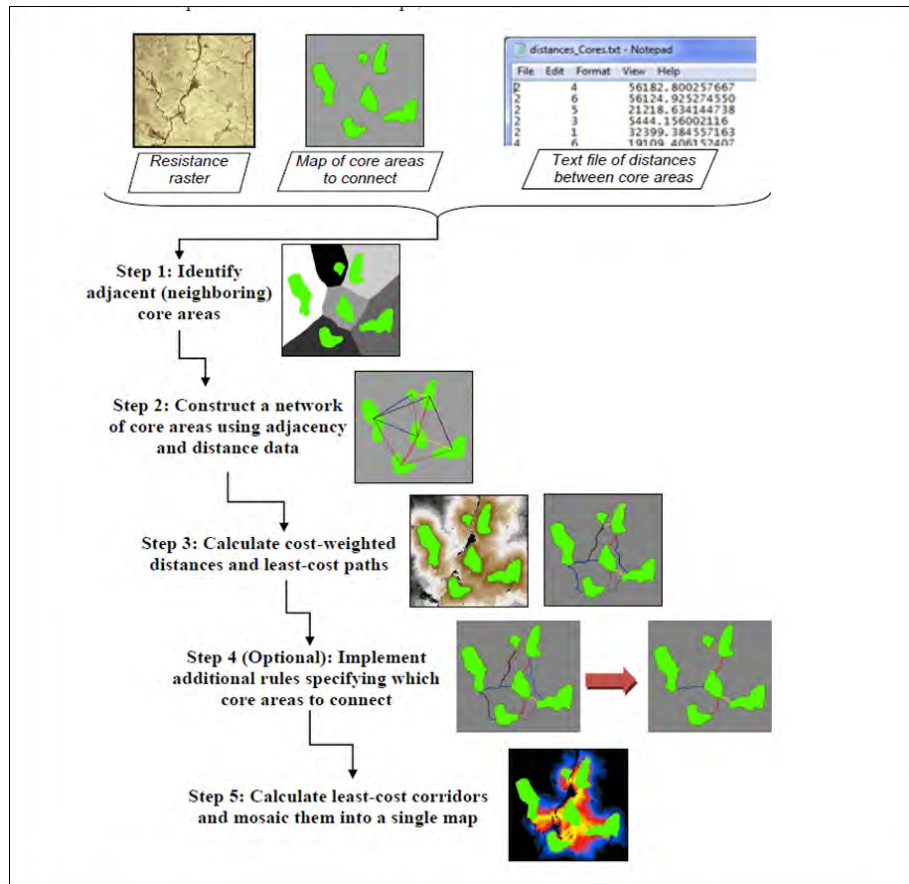 distances_Cores.txt - Notepad
File Edit Format View Help
2 4 56182.800257667
2 6 56124.925274550
2 5 21218.634144738
2 3 5444.156002116
2 1 32399.384557163
4 6 19109.406152407
Resistance
raster
Map of core areas
to connect
Text file of distances
between core areas
Step 1: Identify
adjacent (neighboring)
core areas
Step 2: Construct a network
of core areas using adjacency
and distance data
Step 3: Calculate cost-weighted
distances and least-cost paths
Step 4 (Optional): Implement
additional rules specifying which
core areas to connect
Step 5: Calculate least-cost corridors
and mosaic them into a single map